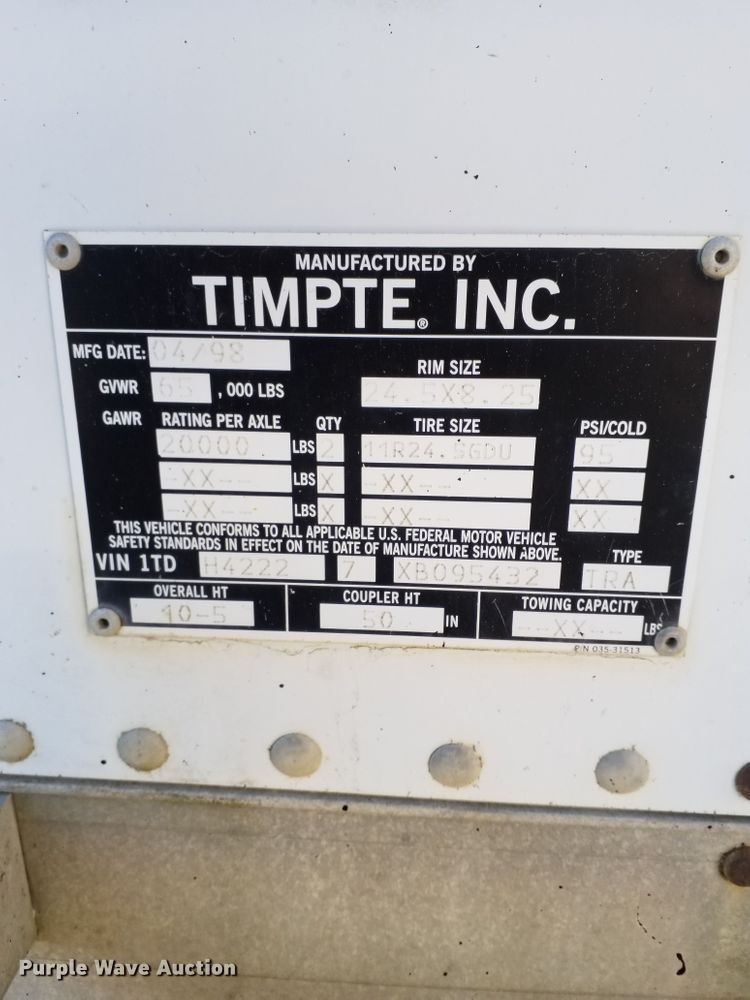 MANUFACTURED BY
TIMPTE® INC.
MFG DATE: 04/98
GVWR 65 ,000 LBS
RIM SIZE
24.5X8.25
GAWR RATING PER AXLE QTY TIRE SIZE PSI/COLD
20000 LBS 2 11R24.5GDU 95
-XX-- LBS X -XX-- XX
-XX-- LBS X -XX-- XX
THIS VEHICLE CONFORMS TO ALL APPLICABLE U.S. FEDERAL MOTOR VEHICLE
SAFETY STANDARDS IN EFFECT ON THE DATE OF MANUFACTURE SHOWN ABOVE.
TYPE
VIN 1TD H4222 7 XB095432 TRA
OVERALL HT COUPLER HT TOWING CAPACITY
10-5 50 IN --XX-- LBS
P/N 035-31513
Purple Wave Auction